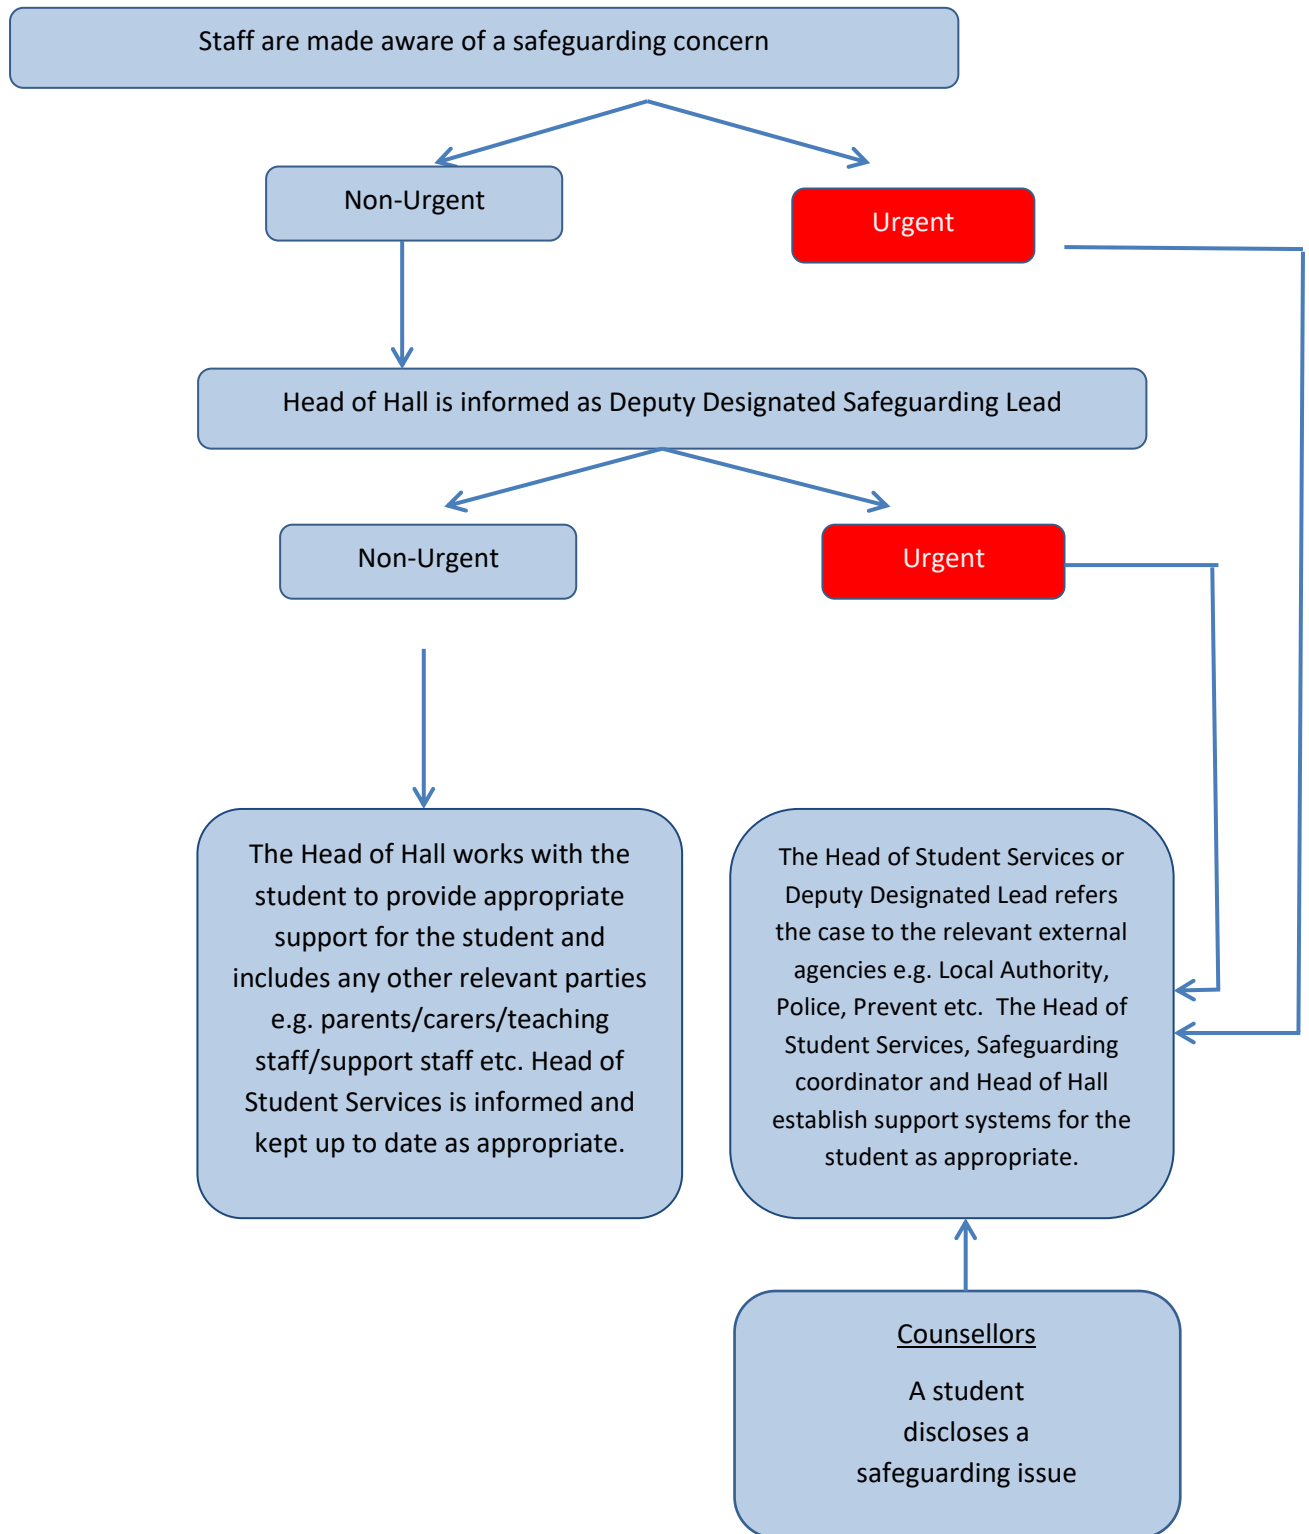 Staff are made aware of a safeguarding concern
Non-Urgent
Urgent
Head of Hall is informed as Deputy Designated Safeguarding Lead
Non-Urgent
Urgent
The Head of Hall works with the
student to provide appropriate
support for the student and
includes any other relevant parties
e.g. parents/carers/teaching
staff/support staff etc. Head of
Student Services is informed and
kept up to date as appropriate.
The Head of Student Services or
Deputy Designated Lead refers
the case to the relevant external
agencies e.g. Local Authority,
Police, Prevent etc.  The Head of
Student Services, Safeguarding
coordinator and Head of Hall
establish support systems for the
student as appropriate.
Counsellors
A student
discloses a
safeguarding issue